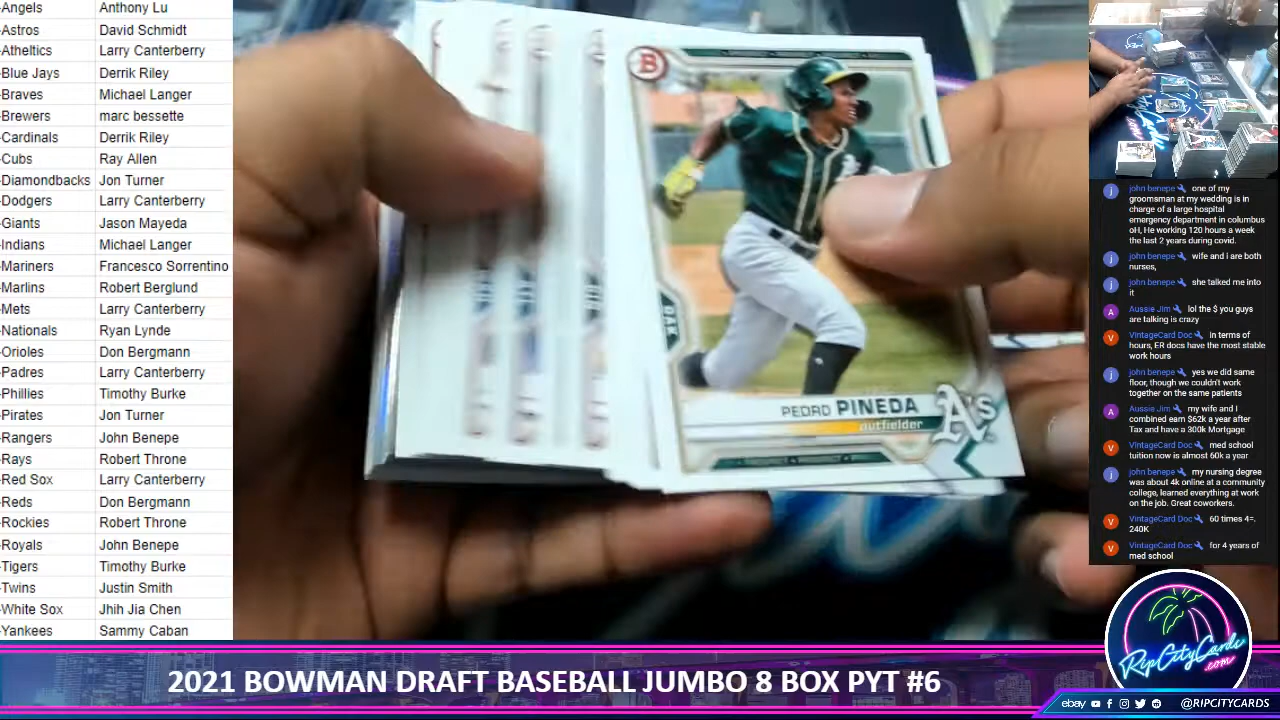 -Angels Anthony Lu
-Astros David Schmidt
-Atheltics Larry Canterberry
-Blue Jays Derrik Riley
-Braves Michael Langer
-Brewers marc bessette
-Cardinals Derrik Riley
-Cubs Ray Allen
-Diamondbacks Jon Turner
-Dodgers Larry Canterberry
-Giants Jason Mayeda
-Indians Michael Langer
-Mariners Francesco Sorrentino
-Marlins Robert Berglund
-Mets Larry Canterberry
-Nationals Ryan Lynde
-Orioles Don Bergmann
-Padres Larry Canterberry
-Phillies Timothy Burke
-Pirates Jon Turner
-Rangers John Benepe
-Rays Robert Throne
-Red Sox Larry Canterberry
-Reds Don Bergmann
-Rockies Robert Throne
-Royals John Benepe
-Tigers Timothy Burke
-Twins Justin Smith
-White Sox Jhih Jia Chen
-Yankees Sammy Caban
B
PEDRO PINEDA
outfielder
A's
john benepe one of my
groomsman at my wedding is in
charge of a large hospital
emergency department in columbus
oH, He working 120 hours a week
the last 2 years during covid.
john benepe wife and i are both
nurses,
john benepe she talked me into
it
Aussie Jim lol the $ you guys
are talking is crazy
VintageCard Doc in terms of
hours, ER docs have the most stable
work hours
john benepe yes we did same
floor, though we couldn't work
together on the same patients
Aussie Jim my wife and I
combined earn $62k a year after
Tax and have a 300k Mortgage
VintageCard Doc med school
tuition now is almost 60k a year
john benepe my nursing degree
was about 4k online at a community
college, learned everything at work
on the job. Great coworkers.
VintageCard Doc 60 times 4=.
240K
VintageCard Doc for 4 years of
med school
RipCityCards
.com
2021 BOWMAN DRAFT BASEBALL JUMBO 8 BOX PYT #6
ebay @RIPCITYCARDS